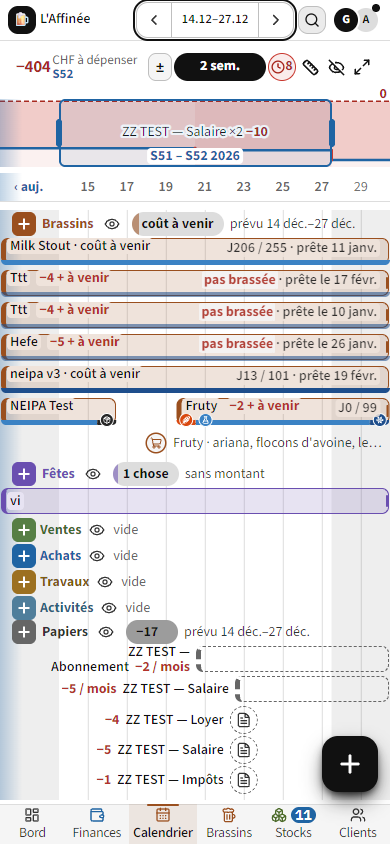 L'Affinée
14.12–27.12
G
A
−404 CHF à dépenser
S52
±
2 sem.
8
0
ZZ TEST — Salaire ×2 −10
S51 – S52 2026
‹ auj.
15
17
19
21
23
25
27
29
Brassins
coût à venir
prévu 14 déc.–27 déc.
Milk Stout · coût à venir
J206 / 255 · prête 11 janv.
Ttt −4 + à venir
pas brassée · prête le 17 févr.
Ttt −4 + à venir
pas brassée · prête le 10 janv.
Hefe −5 + à venir
pas brassée · prête le 26 janv.
neipa v3 · coût à venir
J13 / 101 · prête 19 févr.
NEIPA Test
Fruty −2 + à venir
J0 / 99
Fruty · ariana, flocons d'avoine, le…
Fêtes
1 chose
sans montant
vi
Ventes
vide
Achats
vide
Travaux
vide
Activités
vide
Papiers
−17
prévu 14 déc.–27 déc.
ZZ TEST —
Abonnement −2 / mois
−5 / mois ZZ TEST — Salaire
−4 ZZ TEST — Loyer
−5 ZZ TEST — Salaire
−1 ZZ TEST — Impôts
Bord
Finances
Calendrier
Brassins
Stocks
11
Clients